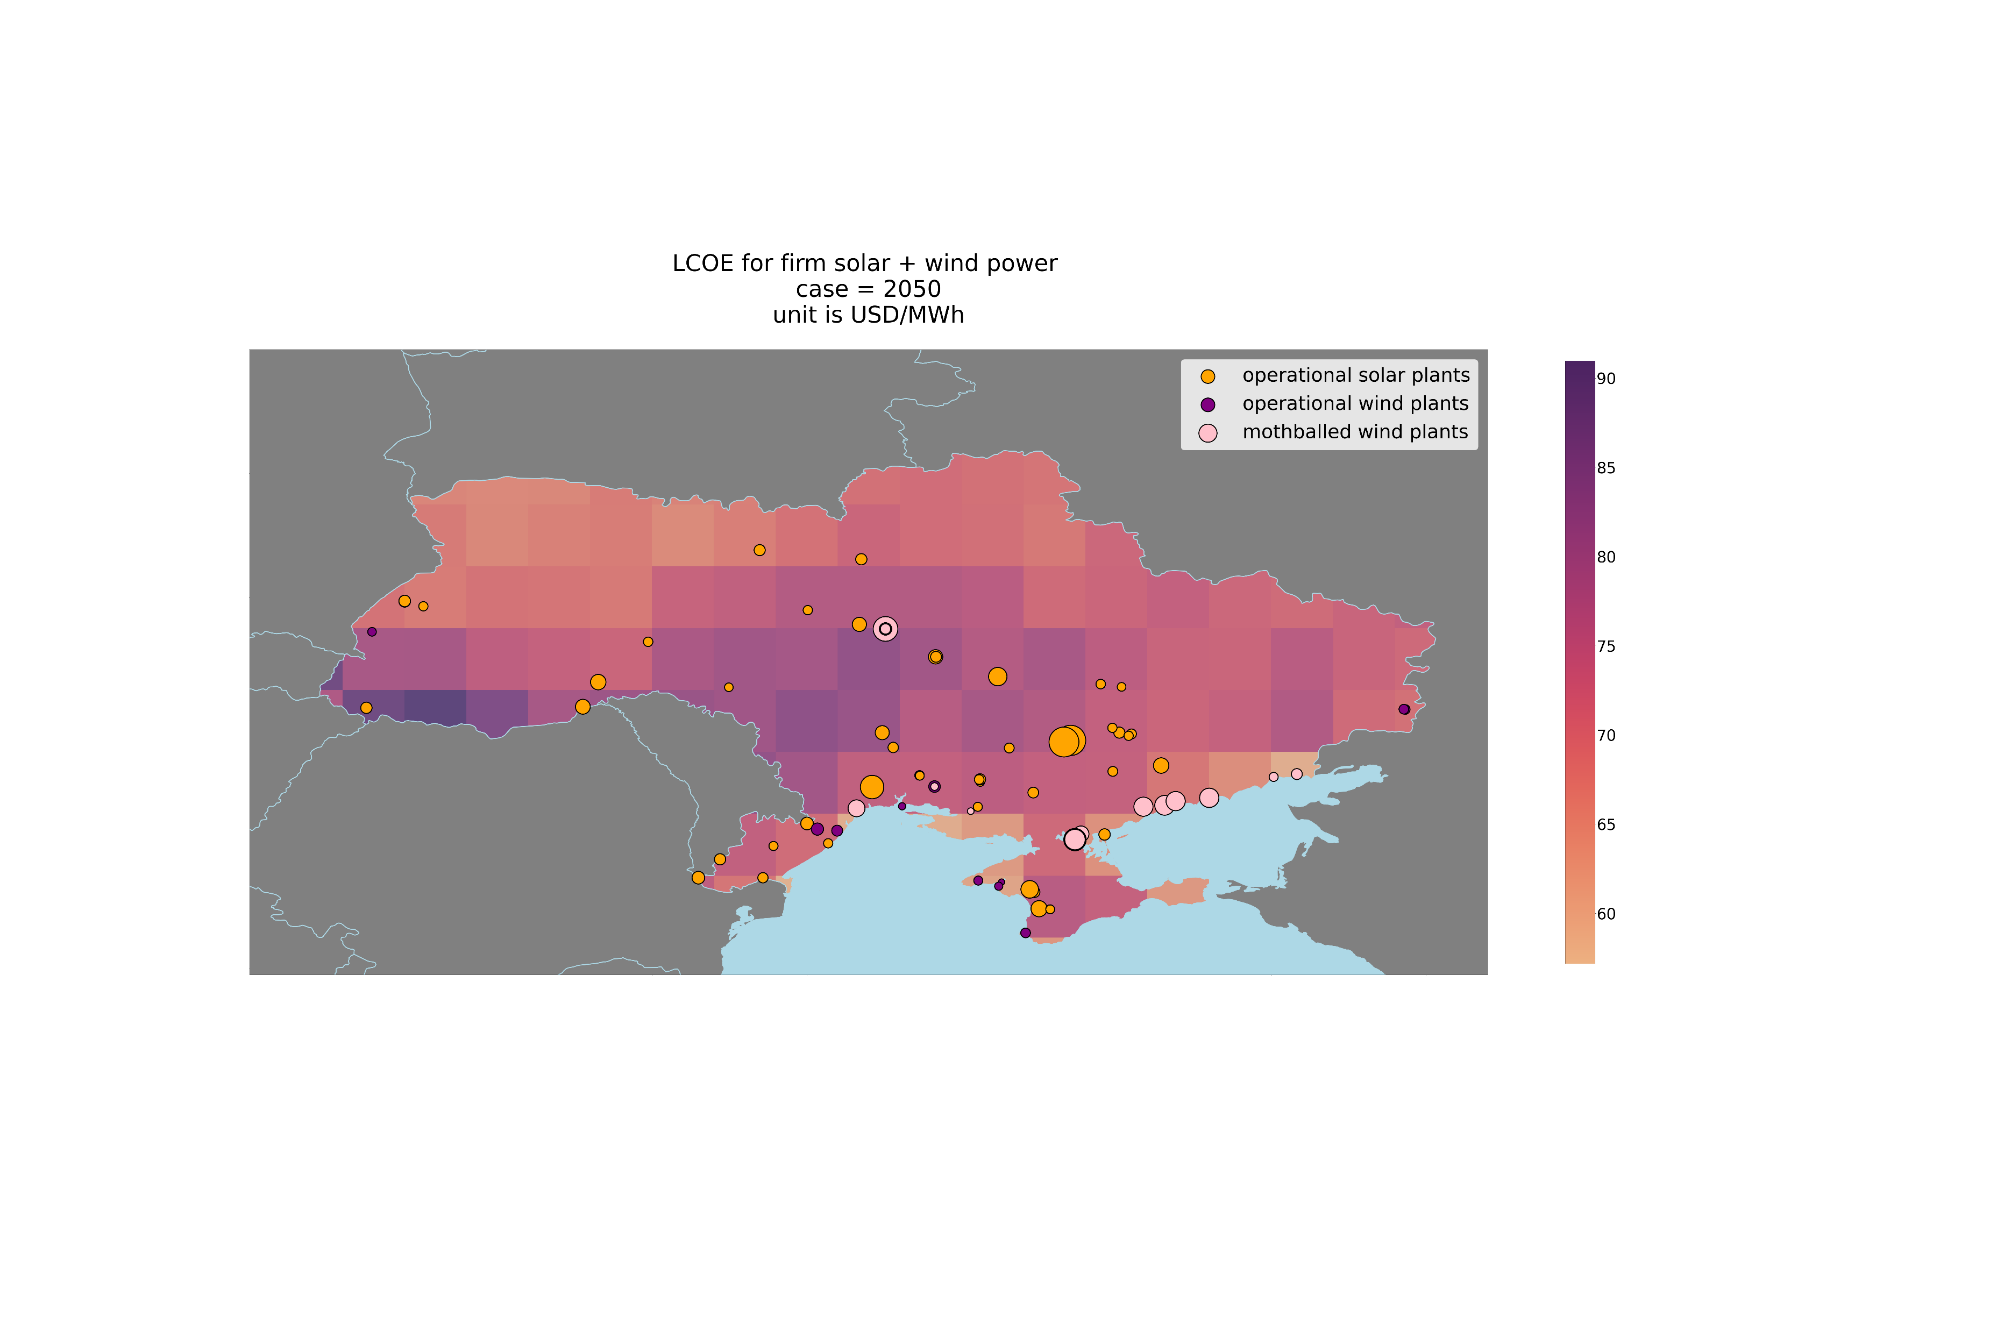 LCOE for firm solar + wind power
case = 2050
unit is USD/MWh
operational solar plants
operational wind plants
mothballed wind plants
90
85
80
75
70
65
60